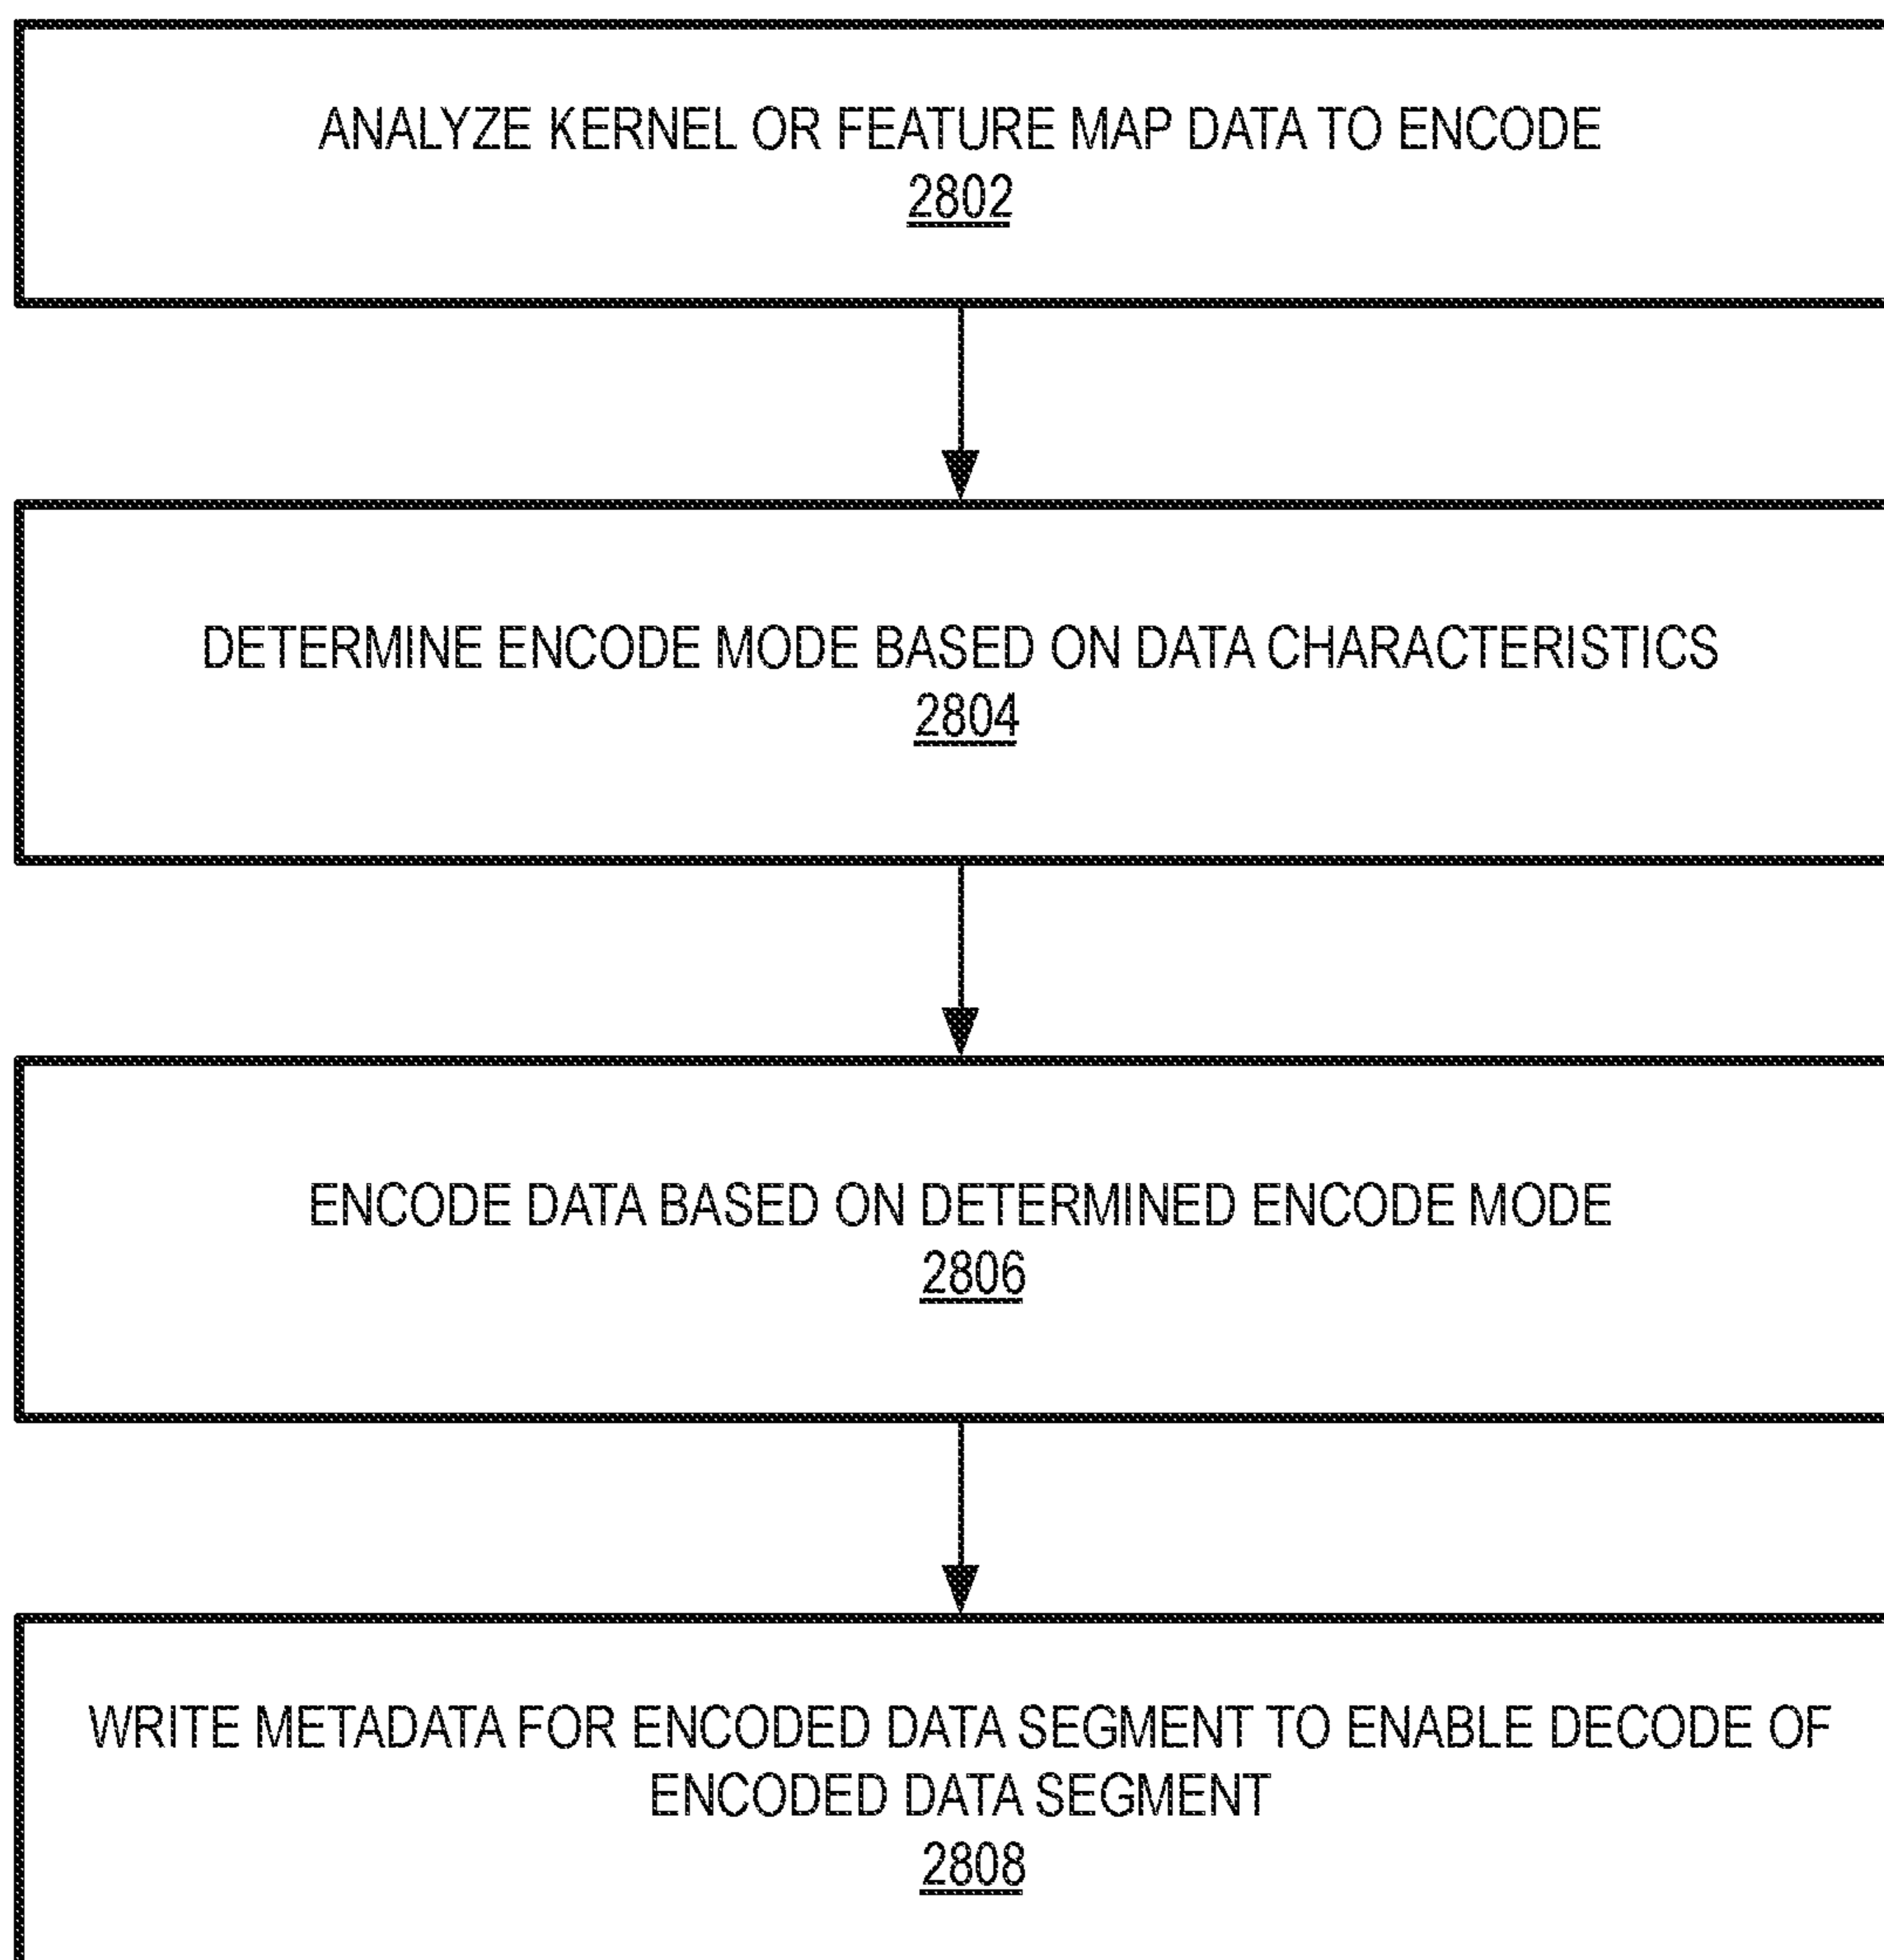 ANALYZE KERNEL OR FEATURE MAP DATA TO ENCODE
2802
DETERMINE ENCODE MODE BASED ON DATA CHARACTERISTICS
2804
ENCODE DATA BASED ON DETERMINED ENCODE MODE
2806
WRITE METADATA FOR ENCODED DATA SEGMENT TO ENABLE DECODE OF
ENCODED DATA SEGMENT
2808